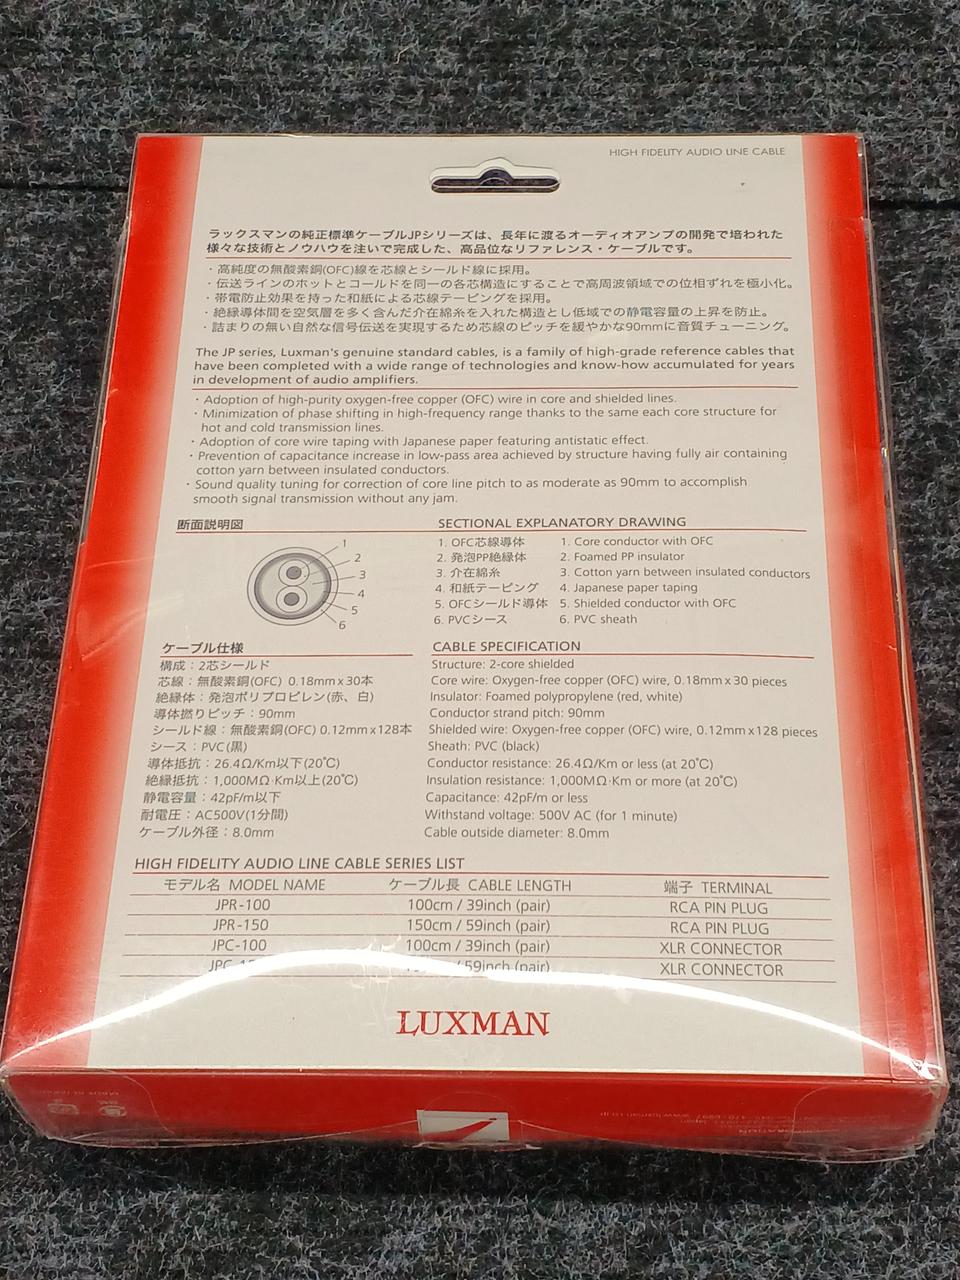 HIGH FIDELITY AUDIO LINE CABLE
ラックスマンの純正標準ケーブルJPシリーズは、長年に渡るオーディオアンプの開発で培われた
様々な技術とノウハウを注いで完成した、高品位なリファレンス・ケーブルです。
・高純度の無酸素銅(OFC)線を芯線とシールド線に採用。
・伝送ラインのホットとコールドを同一の各芯構造にすることで高周波領域での位相ずれを極小化。
・帯電防止効果を持った和紙による芯線テーピングを採用。
・絶縁導体間を空気層を多く含んだ介在綿糸を入れた構造とし低域での静電容量の上昇を防止。
・詰まりの無い自然な信号伝送を実現するため芯線のピッチを緩やかな90mmに音質チューニング。
The JP series, Luxman's genuine standard cables, is a family of high-grade reference cables that
have been completed with a wide range of technologies and know-how accumulated for years
in development of audio amplifiers.
・Adoption of high-purity oxygen-free copper (OFC) wire in core and shielded lines.
・Minimization of phase shifting in high-frequency range thanks to the same each core structure for
hot and cold transmission lines.
・Adoption of core wire taping with Japanese paper featuring antistatic effect.
・Prevention of capacitance increase in low-pass area achieved by structure having fully air containing
cotton yarn between insulated conductors.
・Sound quality tuning for correction of core line pitch to as moderate as 90mm to accomplish
smooth signal transmission without any jam.
断面説明図
1
2
3
4
5
6
SECTIONAL EXPLANATORY DRAWING
1. OFC芯線導体 1. Core conductor with OFC
2. 発泡PP絶縁体 2. Foamed PP insulator
3. 介在綿糸 3. Cotton yarn between insulated conductors
4. 和紙テーピング 4. Japanese paper taping
5. OFCシールド導体 5. Shielded conductor with OFC
6. PVCシース 6. PVC sheath
ケーブル仕様
構成：2芯シールド
芯線：無酸素銅(OFC) 0.18mm x 30本
絶縁体：発泡ポリプロピレン(赤、白)
導体撚りピッチ：90mm
シールド線：無酸素銅(OFC) 0.12mm x 128本
シース：PVC(黒)
導体抵抗：26.4Ω/Km以下(20℃)
絶縁抵抗：1,000MΩ·Km以上(20℃)
静電容量：42pF/m以下
耐電圧：AC500V(1分間)
ケーブル外径：8.0mm
CABLE SPECIFICATION
Structure: 2-core shielded
Core wire: Oxygen-free copper (OFC) wire, 0.18mm x 30 pieces
Insulator: Foamed polypropylene (red, white)
Conductor strand pitch: 90mm
Shielded wire: Oxygen-free copper (OFC) wire, 0.12mm x 128 pieces
Sheath: PVC (black)
Conductor resistance: 26.4Ω/Km or less (at 20℃)
Insulation resistance: 1,000MΩ·Km or more (at 20℃)
Capacitance: 42pF/m or less
Withstand voltage: 500V AC (for 1 minute)
Cable outside diameter: 8.0mm
HIGH FIDELITY AUDIO LINE CABLE SERIES LIST
モデル名 MODEL NAME ケーブル長 CABLE LENGTH 端子 TERMINAL
JPR-100 100cm / 39inch (pair) RCA PIN PLUG
JPR-150 150cm / 59inch (pair) RCA PIN PLUG
JPC-100 100cm / 39inch (pair) XLR CONNECTOR
/ 59inch (pair) XLR CONNECTOR
LUXMAN